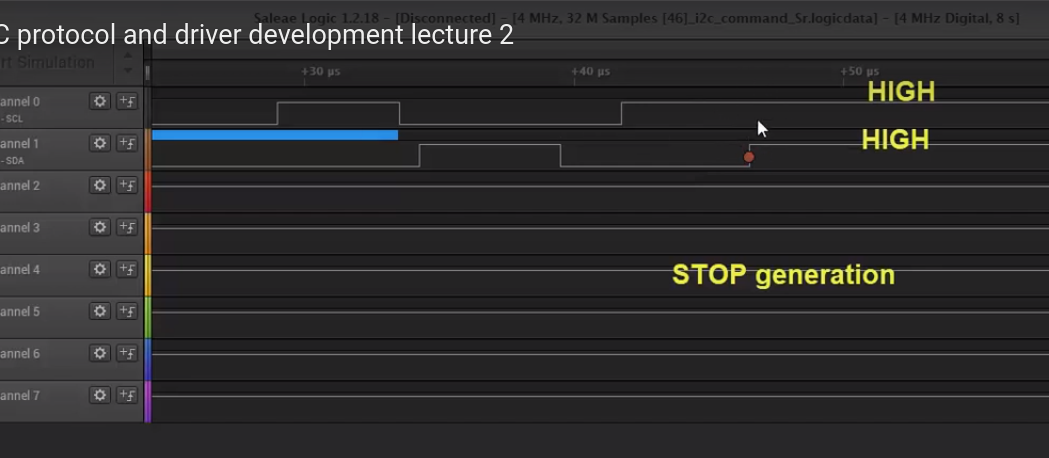 Saleae Logic 1.2.18 - [Disconnected] - [4 MHz, 32 M Samples [46]_i2c_command_Sr.logicdata] - [4 MHz Digital, 8 s]
C protocol and driver development lecture 2
rt Simulation
+30 µs +40 µs +50 µs
annel 0
- SCL
HIGH
annel 1
- SDA
HIGH
annel 2
annel 3
annel 4
STOP generation
annel 5
annel 6
annel 7